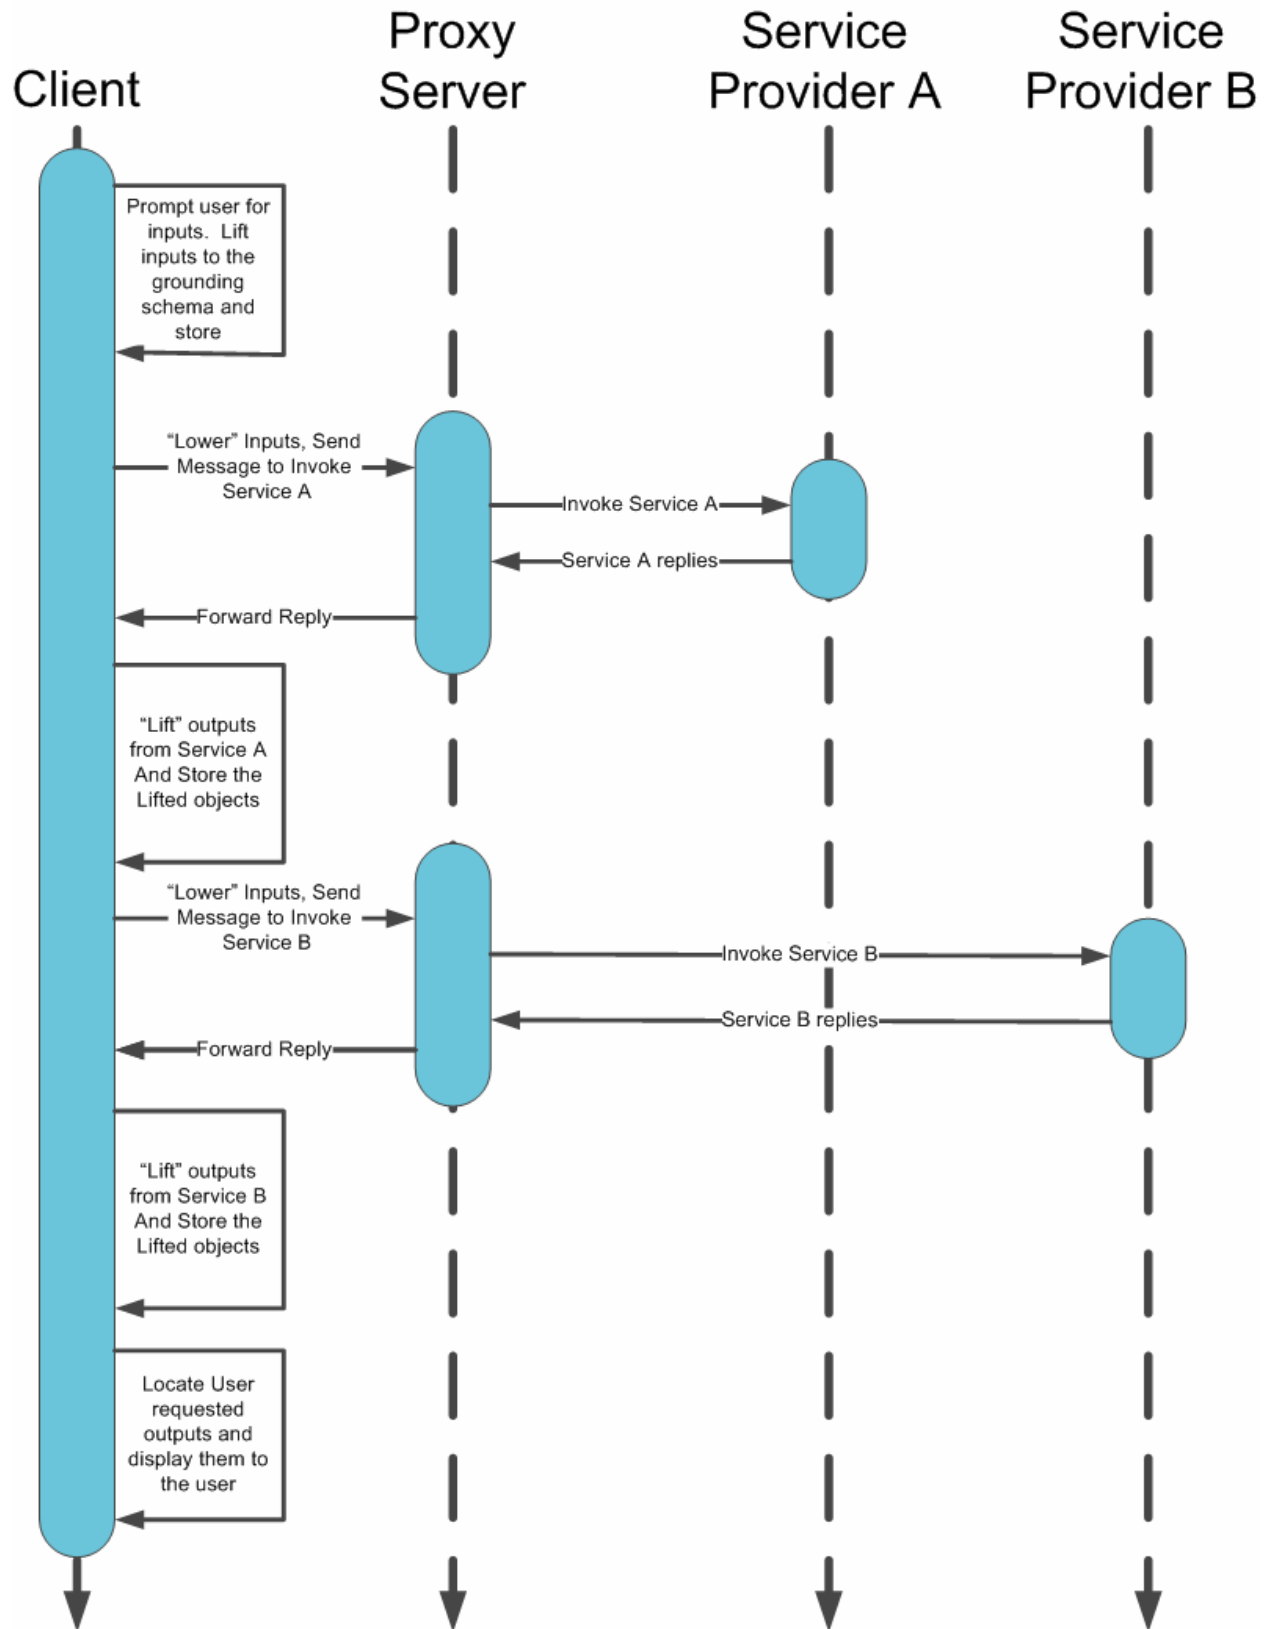 Client
Proxy
Server
Service
Provider A
Service
Provider B
Prompt user for
inputs.  Lift
inputs to the
grounding
schema and
store
“Lower” Inputs, Send
Message to Invoke
Service A
Invoke Service A
Service A replies
Forward Reply
“Lift” outputs
from Service A
And Store the
Lifted objects
“Lower” Inputs, Send
Message to Invoke
Service B
Invoke Service B
Service B replies
Forward Reply
“Lift” outputs
from Service B
And Store the
Lifted objects
Locate User
requested
outputs and
display them to
the user